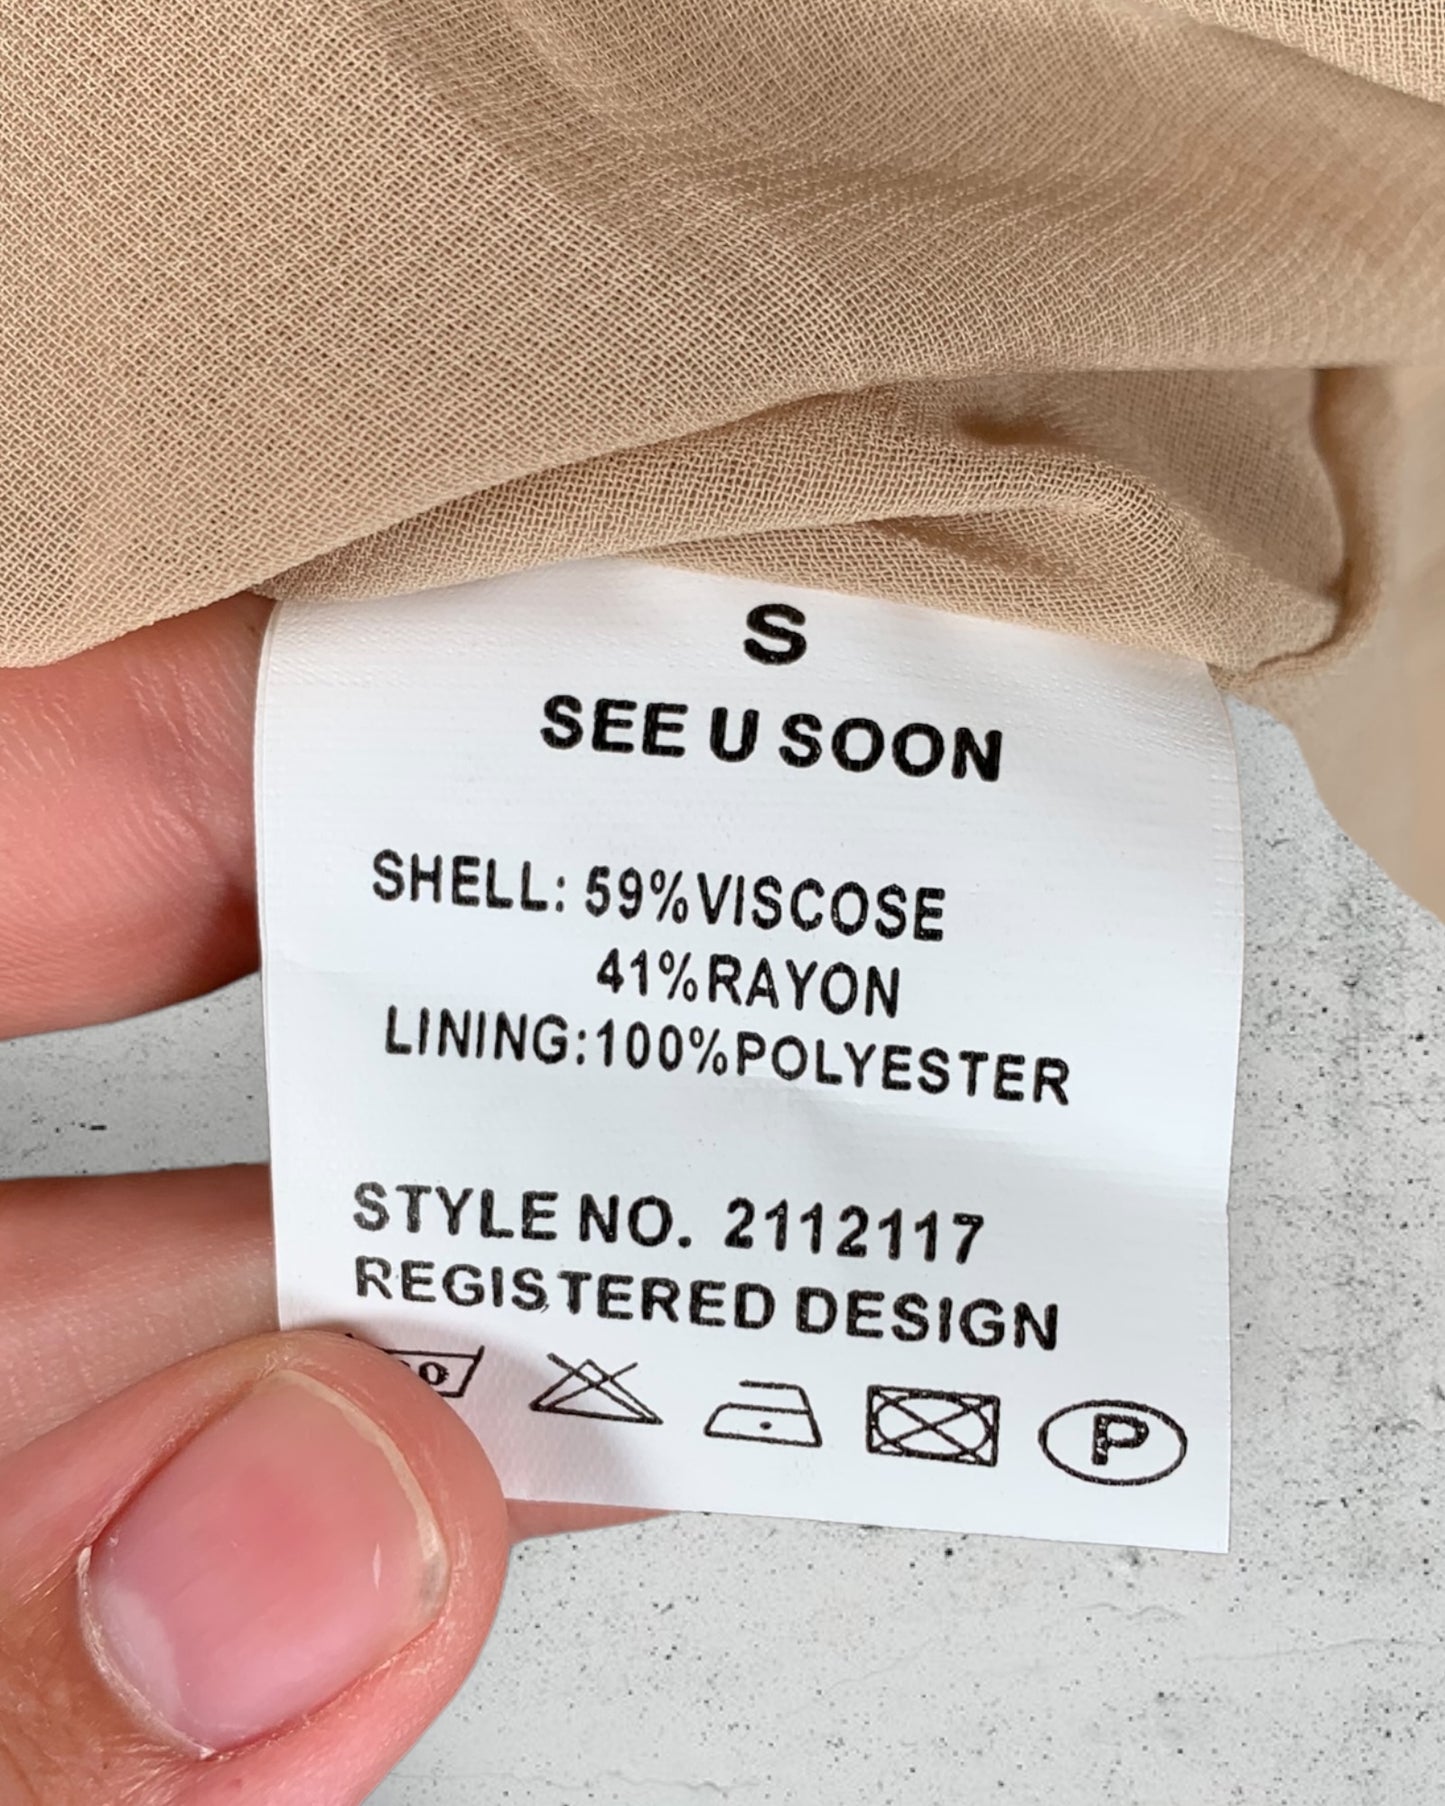 S
SEE U SOON
SHELL: 59%VISCOSE
41%RAYON
LINING:100%POLYESTER
STYLE NO. 2112117
REGISTERED DESIGN
P